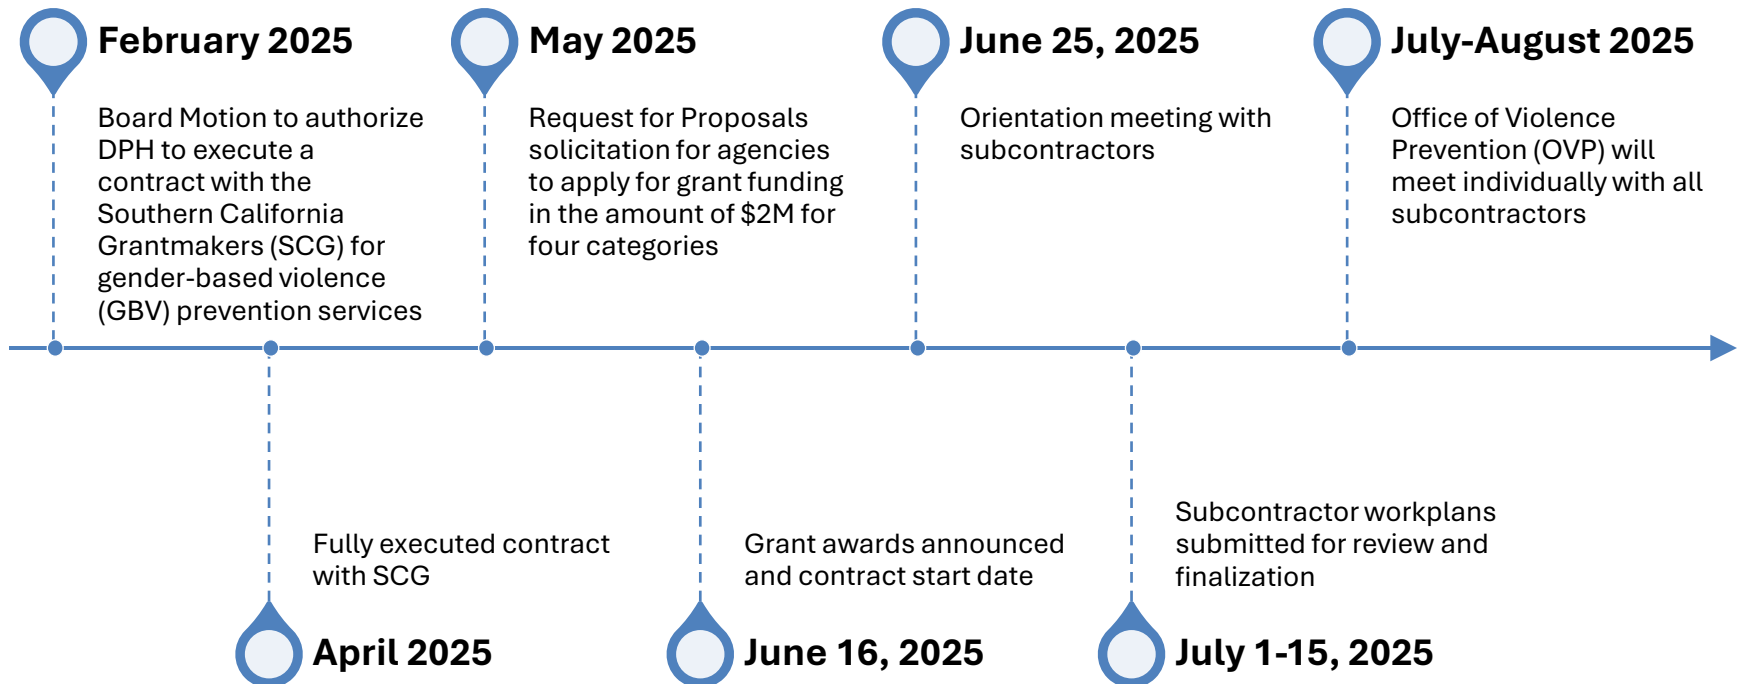 February 2025
Board Motion to authorize
DPH to execute a
contract with the
Southern California
Grantmakers (SCG) for
gender-based violence
(GBV) prevention services
May 2025
Request for Proposals
solicitation for agencies
to apply for grant funding
in the amount of $2M for
four categories
June 25, 2025
Orientation meeting with
subcontractors
July-August 2025
Office of Violence
Prevention (OVP) will
meet individually with all
subcontractors
Fully executed contract
with SCG
April 2025
Grant awards announced
and contract start date
June 16, 2025
Subcontractor workplans
submitted for review and
finalization
July 1-15, 2025